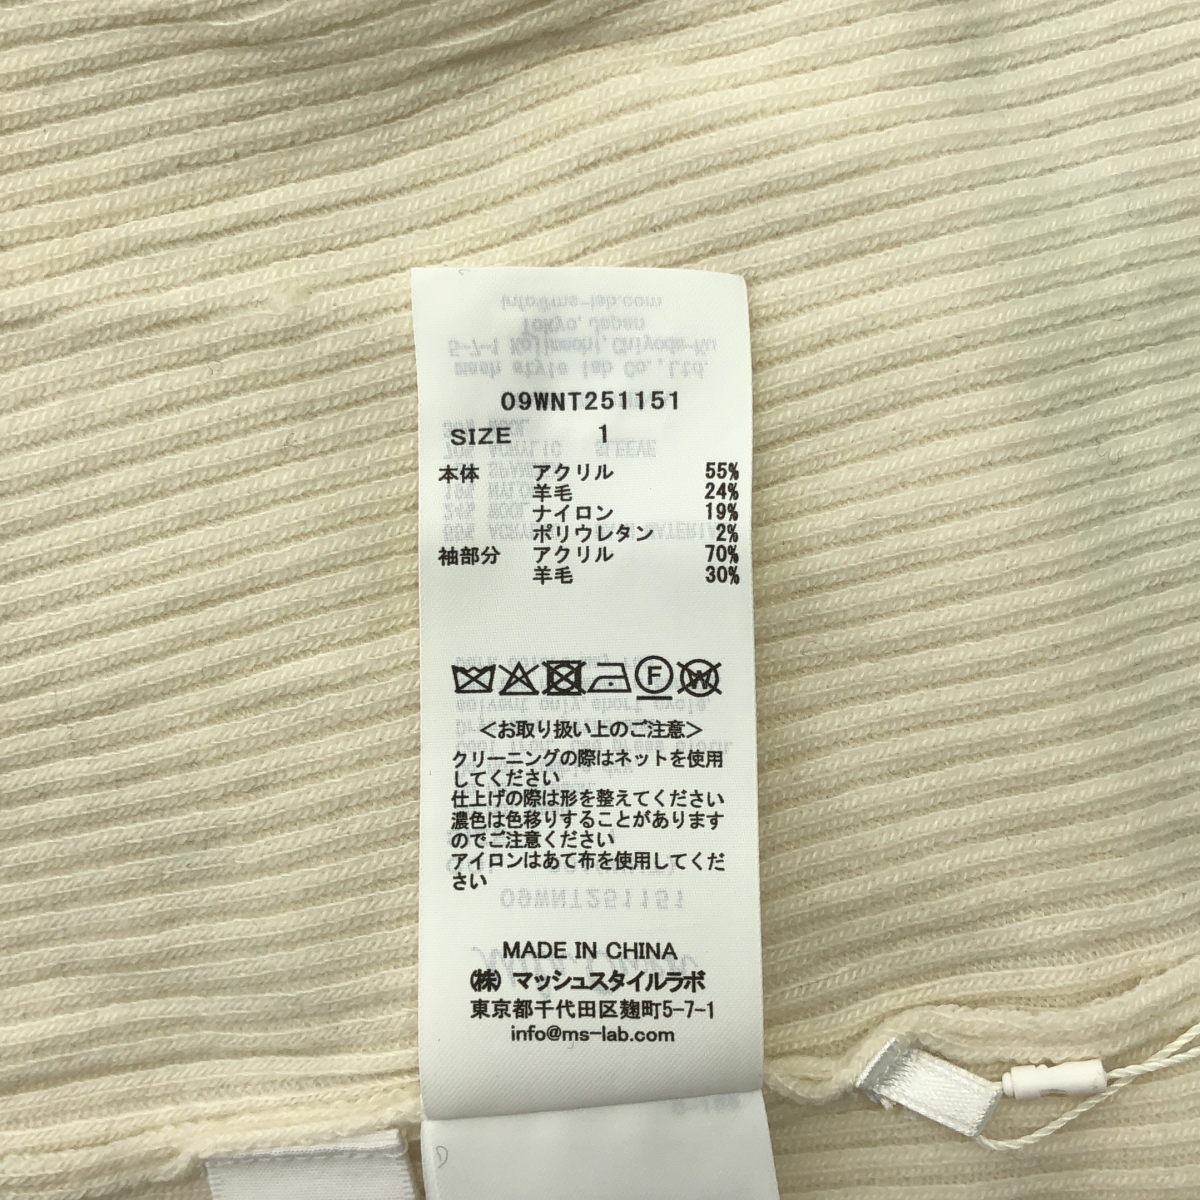 09WNT251151
SIZE 1
本体 アクリル 55%
羊毛 24%
ナイロン 19%
ポリウレタン 2%
袖部分 アクリル 70%
羊毛 30%
F W
<お取り扱い上のご注意>
クリーニングの際はネットを使用
してください
仕上げの際は形を整えてください
濃色は色移りすることがあります
のでご注意ください
アイロンはあて布を使用してくだ
さい
MADE IN CHINA
(株) マッシュスタイルラボ
東京都千代田区麹町5-7-1
info@ms-lab.com